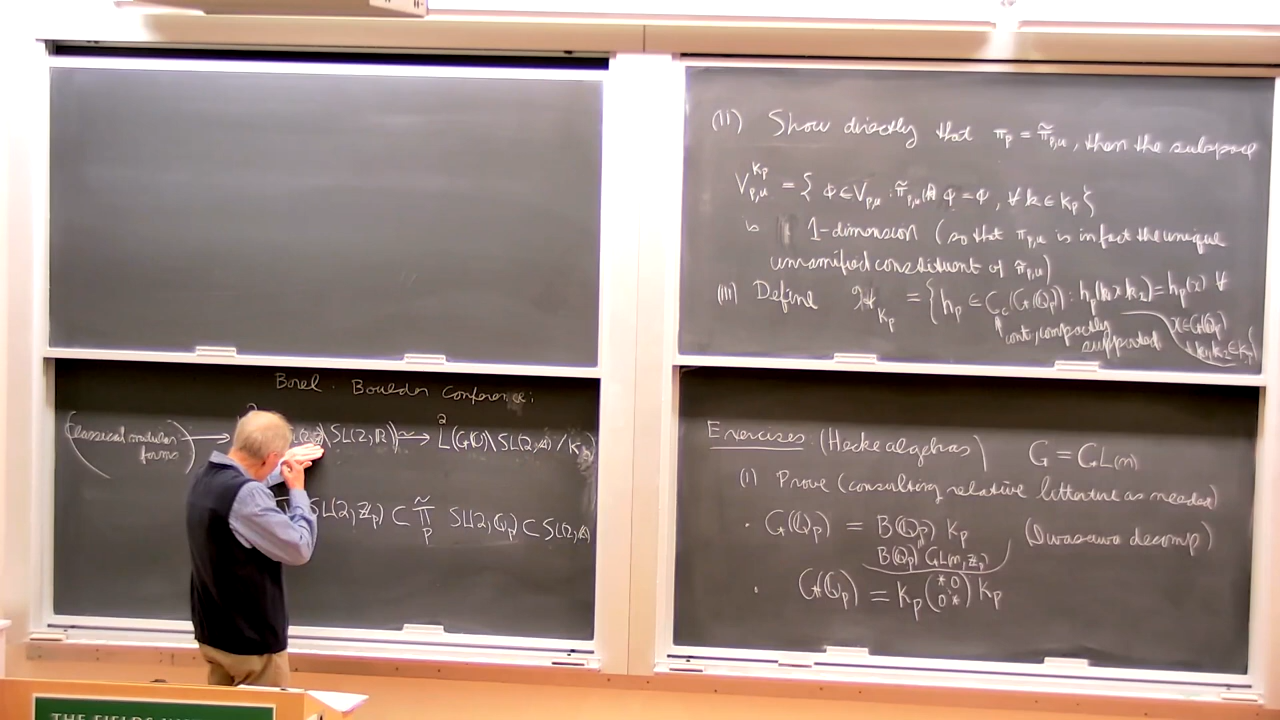 Borel. Boulder Conference:
(Classical modular forms) → \SL(2,ℝ)) ~→ L²(G(ℚ)\SL(2,𝔸)/K
SL(2,ℤ_p) ⊂ ∏̃_p SL(2,ℚ_p) ⊂ SL(2,𝔸)
(ii) Show directly that π_p = π̃_{p,u}, then the subspace
V_{p,u}^{K_p} = { φ ∈ V_{p,u} : π̃_{p,u}(k) φ = φ, ∀ k ∈ K_p }
is 1-dimension (so that π_{p,u} is in fact the unique
unramified constituent of π̃_{p,u})
(iii) Define ℋ_{K_p} = { h_p ∈ C_c(G(ℚ_p)) : h_p(k_1 x k_2) = h_p(x) ∀
x ∈ G(ℚ_p)
cont, compactly
supported
∀ k_1, k_2 ∈ K_p }
Exercises (Hecke algebras) G = GL(n)
(i) Prove (consulting relative litterature as needed)
· G(ℚ_p) = B(ℚ_p) K_p (Iwasawa decomp)
B(ℚ_p) GL(n, ℤ_p)
· G(ℚ_p) = K_p (* 0 0 *) K_p
THE FIELDS